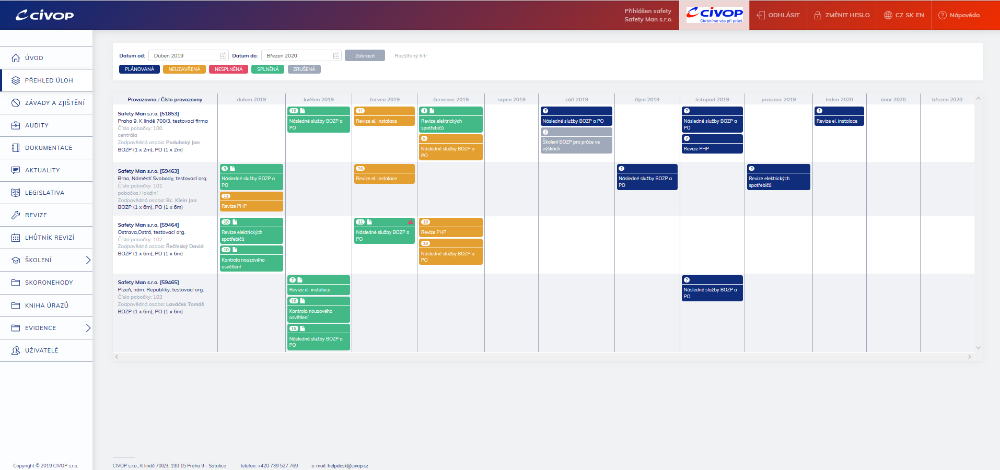 CIVOP
Přihlášen safety
Safety Man s.r.o.
CIVOP
Chráníme vás při práci.
ODHLÁSIT
ZMĚNIT HESLO
CZ SK EN
Nápověda
ÚVOD
PŘEHLED ÚLOH
ZÁVADY A ZJIŠTĚNÍ
AUDITY
DOKUMENTACE
AKTUALITY
LEGISLATIVA
REVIZE
LHŮTNÍK REVIZÍ
ŠKOLENÍ
SKORONEHODY
KNIHA ÚRAZŮ
EVIDENCE
UŽIVATELÉ
Datum od: Duben 2019 Datum do: Březen 2020 Zobrazit Rozšířený filtr
PLÁNOVANÁ NEUZAVŘENÁ NESPLNĚNÁ SPLNĚNÁ ZRUŠENÁ
Provozovna / Číslo provozovny duben 2019 květen 2019 červen 2019 červenec 2019 srpen 2019 září 2019 říjen 2019 listopad 2019 prosinec 2019 leden 2020 únor 2020 březen 2020
Safety Man s.r.o. [51853]
Praha 9, K lindě 700/3, testovací firma
Číslo pobočky: 100
centrála
Zodpovědná osoba: Podubský Jan
BOZP (1 x 2m), PO (1 x 2m)
10
Následné služby BOZP a
PO
11
Revize el. instalace
1
Revize elektrických
spotřebičů
8
Následné služby BOZP a
PO
?
Následné služby BOZP a PO
?
Školení BOZP pro práce ve
výškách
?
Následné služby BOZP a
PO
?
Revize PHP
?
Revize el. instalace
Safety Man s.r.o. [59463]
Brno, Náměstí Svobody, testovací org.
Číslo pobočky: 101
pobočka / lokální
Zodpovědná osoba: Bc. Klein Jan
BOZP (1 x 6m), PO (1 x 6m)
9
Následné služby BOZP a
PO
11
Revize PHP
26
Revize el. instalace
?
Následné služby BOZP a
PO
?
Revize elektrických
spotřebičů
Safety Man s.r.o. [59464]
Ostrava,Ostrá, testovací org.
Číslo pobočky: 102
Zodpovědná osoba: Řečínský David
BOZP (1 x 6m), PO (1 x 6m)
10
Revize elektrických
spotřebičů
10
Kontrola nouzového
osvětlení
11
Následné služby BOZP a
PO
16
Revize PHP
18
Následné služby BOZP a
PO
Safety Man s.r.o. [59465]
Plzeň, nám. Republiky, testovací org.
Číslo pobočky: 103
Zodpovědná osoba: Laváček Tomáš
BOZP (1 x 6m), PO (1 x 6m)
7
Revize el. instalace
10
Kontrola nouzového
osvětlení
15
Následné služby BOZP a
PO
?
Následné služby BOZP a
PO
Copyright © 2019 CIVOP s.r.o.
CIVOP s.r.o., K lindě 700/3, 190 15 Praha 9 - Satalice telefon: +420 739 527 769 e-mail: helpdesk@civop.cz